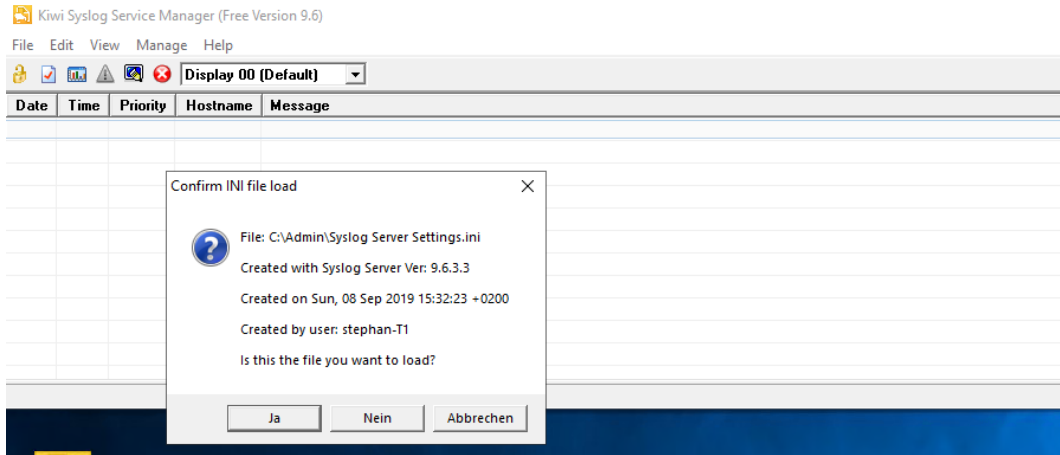 Kiwi Syslog Service Manager (Free Version 9.6)
File Edit View Manage Help
Display 00 (Default)
Date Time Priority Hostname Message
Confirm INI file load
File: C:\Admin\Syslog Server Settings.ini
Created with Syslog Server Ver: 9.6.3.3
Created on Sun, 08 Sep 2019 15:32:23 +0200
Created by user: stephan-T1
Is this the file you want to load?
Ja Nein Abbrechen